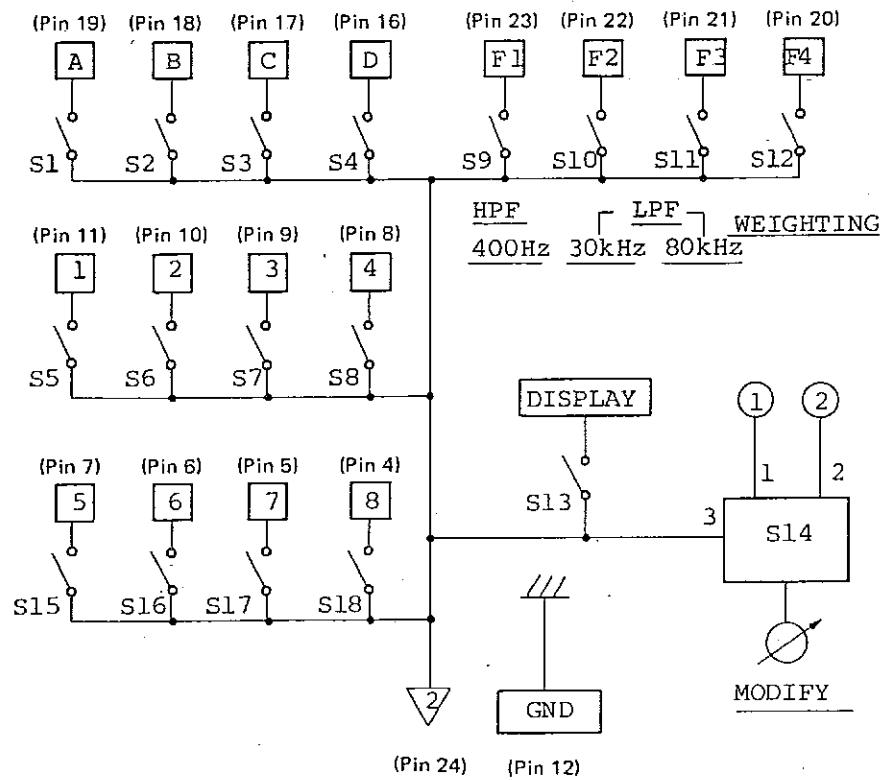 (Pin 19) (Pin 18) (Pin 17) (Pin 16) (Pin 23) (Pin 22) (Pin 21) (Pin 20)
A B C D F1 F2 F3 F4
S1 S2 S3 S4 S9 S10 S11 S12
HPF LPF WEIGHTING
400Hz 30kHz 80kHz
(Pin 11) (Pin 10) (Pin 9) (Pin 8)
1 2 3 4
S5 S6 S7 S8
DISPLAY 1 2
(Pin 7) (Pin 6) (Pin 5) (Pin 4)
5 6 7 8
S13 1 2
3 S14
S15 S16 S17 S18
MODIFY
2 GND
(Pin 24) (Pin 12)